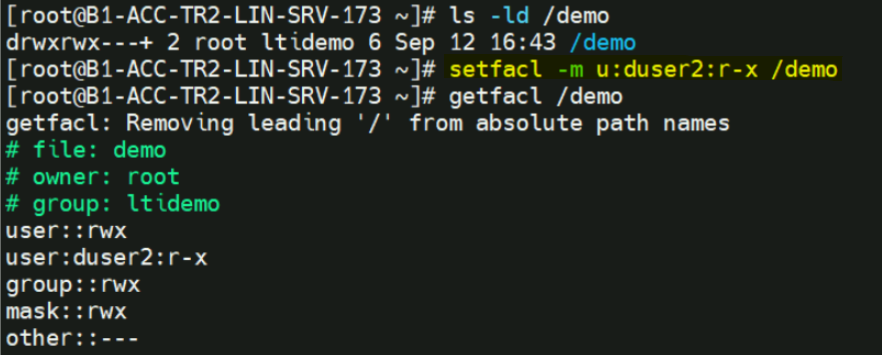 [root@B1-ACC-TR2-LIN-SRV-173 ~]# ls -ld /demo
drwxrwx---+ 2 root ltidemo 6 Sep 12 16:43 /demo
[root@B1-ACC-TR2-LIN-SRV-173 ~]# setfacl -m u:duser2:r-x /demo
[root@B1-ACC-TR2-LIN-SRV-173 ~]# getfacl /demo
getfacl: Removing leading '/' from absolute path names
# file: demo
# owner: root
# group: ltidemo
user::rwx
user:duser2:r-x
group::rwx
mask::rwx
other::---